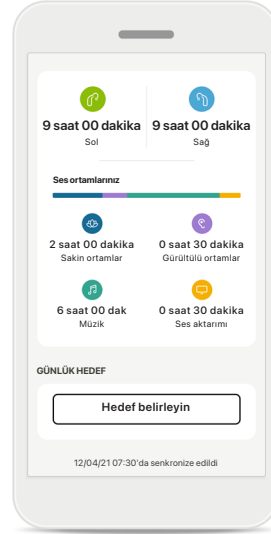 9 saat 00 dakika 9 saat 00 dakika
Sol Sağ
Ses ortamlarınız
2 saat 00 dakika 0 saat 30 dakika
Sakin ortamlar Gürültülü ortamlar
6 saat 00 dak 0 saat 30 dakika
Müzik Ses aktarımı
GÜNLÜK HEDEF
Hedef belirleyin
12/04/21 07:30'da senkronize edildi